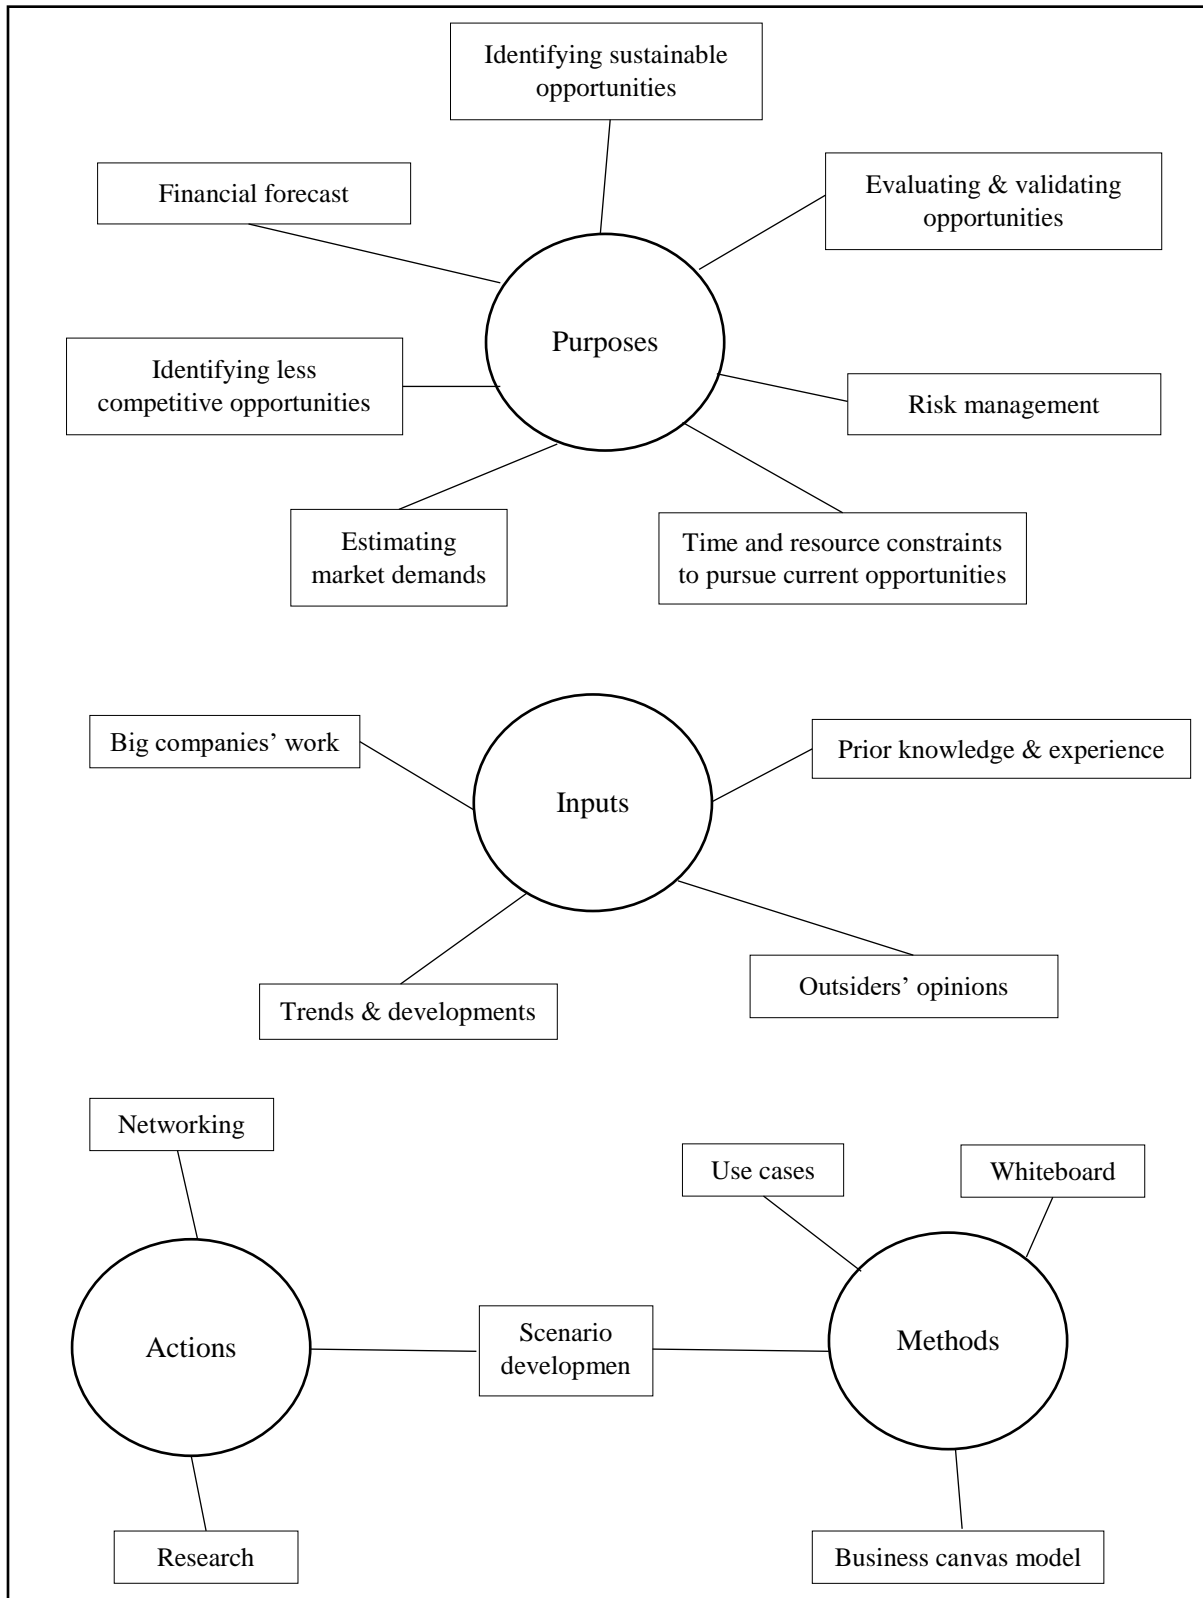 Identifying sustainable
opportunities
Financial forecast
Evaluating & validating
opportunities
Purposes
Identifying less
competitive opportunities
Risk management
Estimating
market demands
Time and resource constraints
to pursue current opportunities
Big companies’ work
Prior knowledge & experience
Inputs
Trends & developments
Outsiders’ opinions
Networking
Use cases
Whiteboard
Actions
Scenario
developmen
Methods
Research
Business canvas model